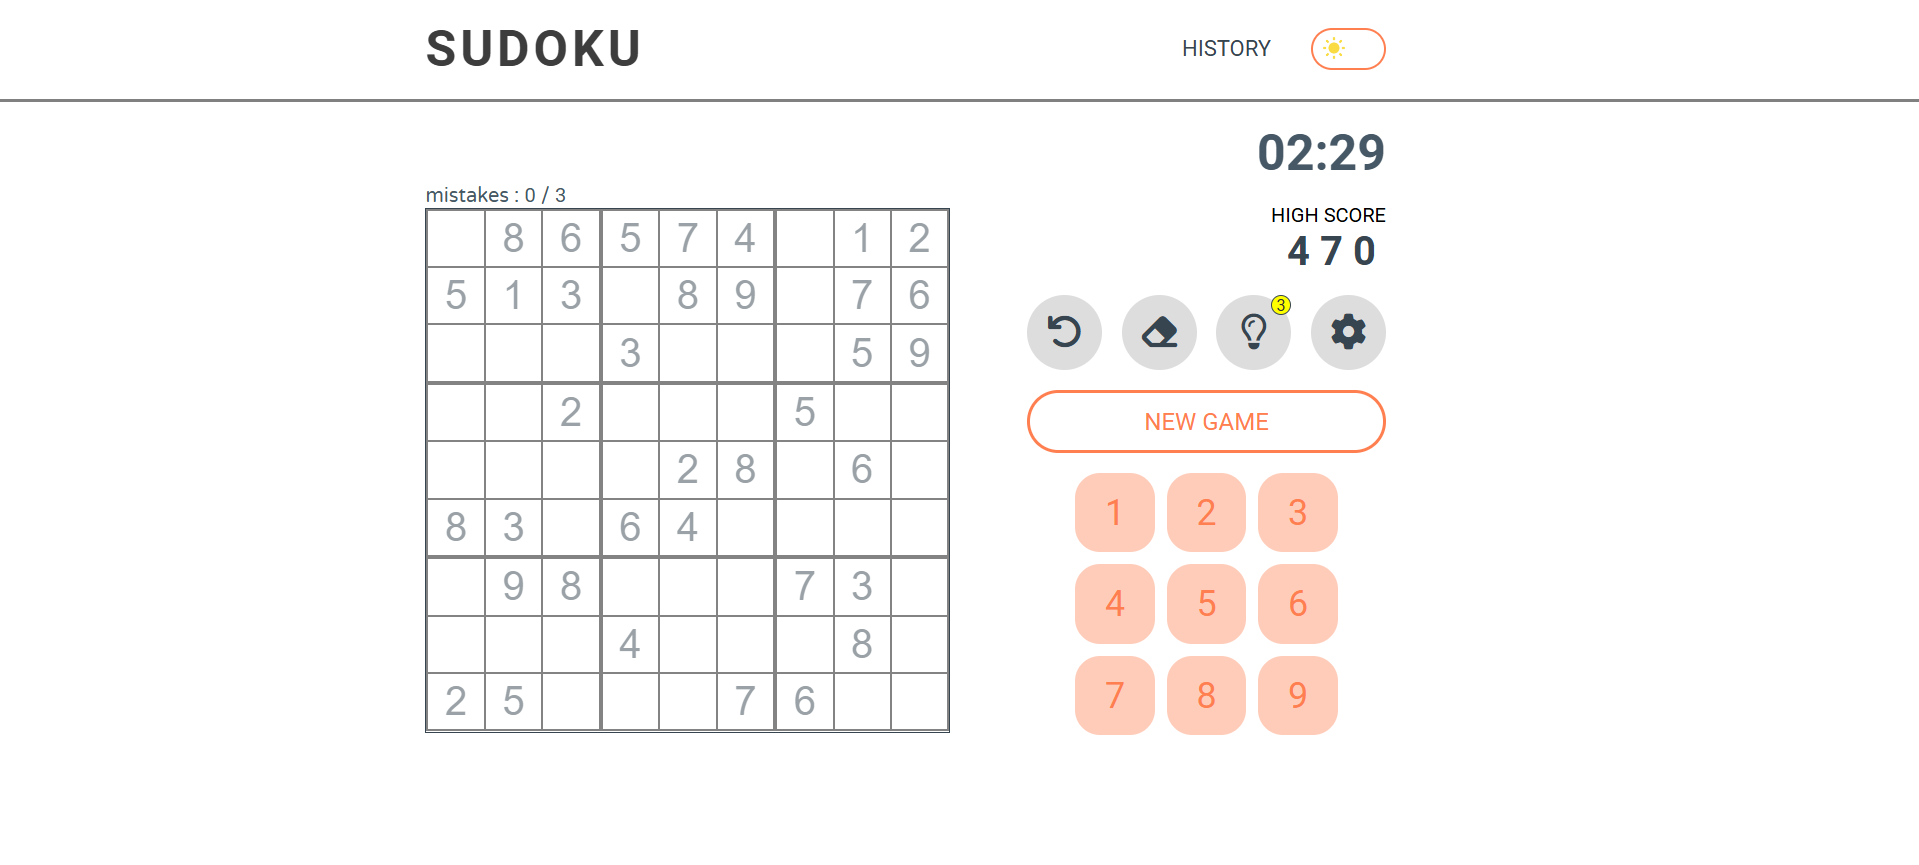 SUDOKU
HISTORY
02:29
mistakes : 0 / 3
HIGH SCORE
470
8 6 5 7 4 1 2
5 1 3 8 9 7 6
3 5 9
2 5
2 8 6
8 3 6 4
9 8 7 3
4 8
2 5 7 6
3
NEW GAME
1 2 3
4 5 6
7 8 9